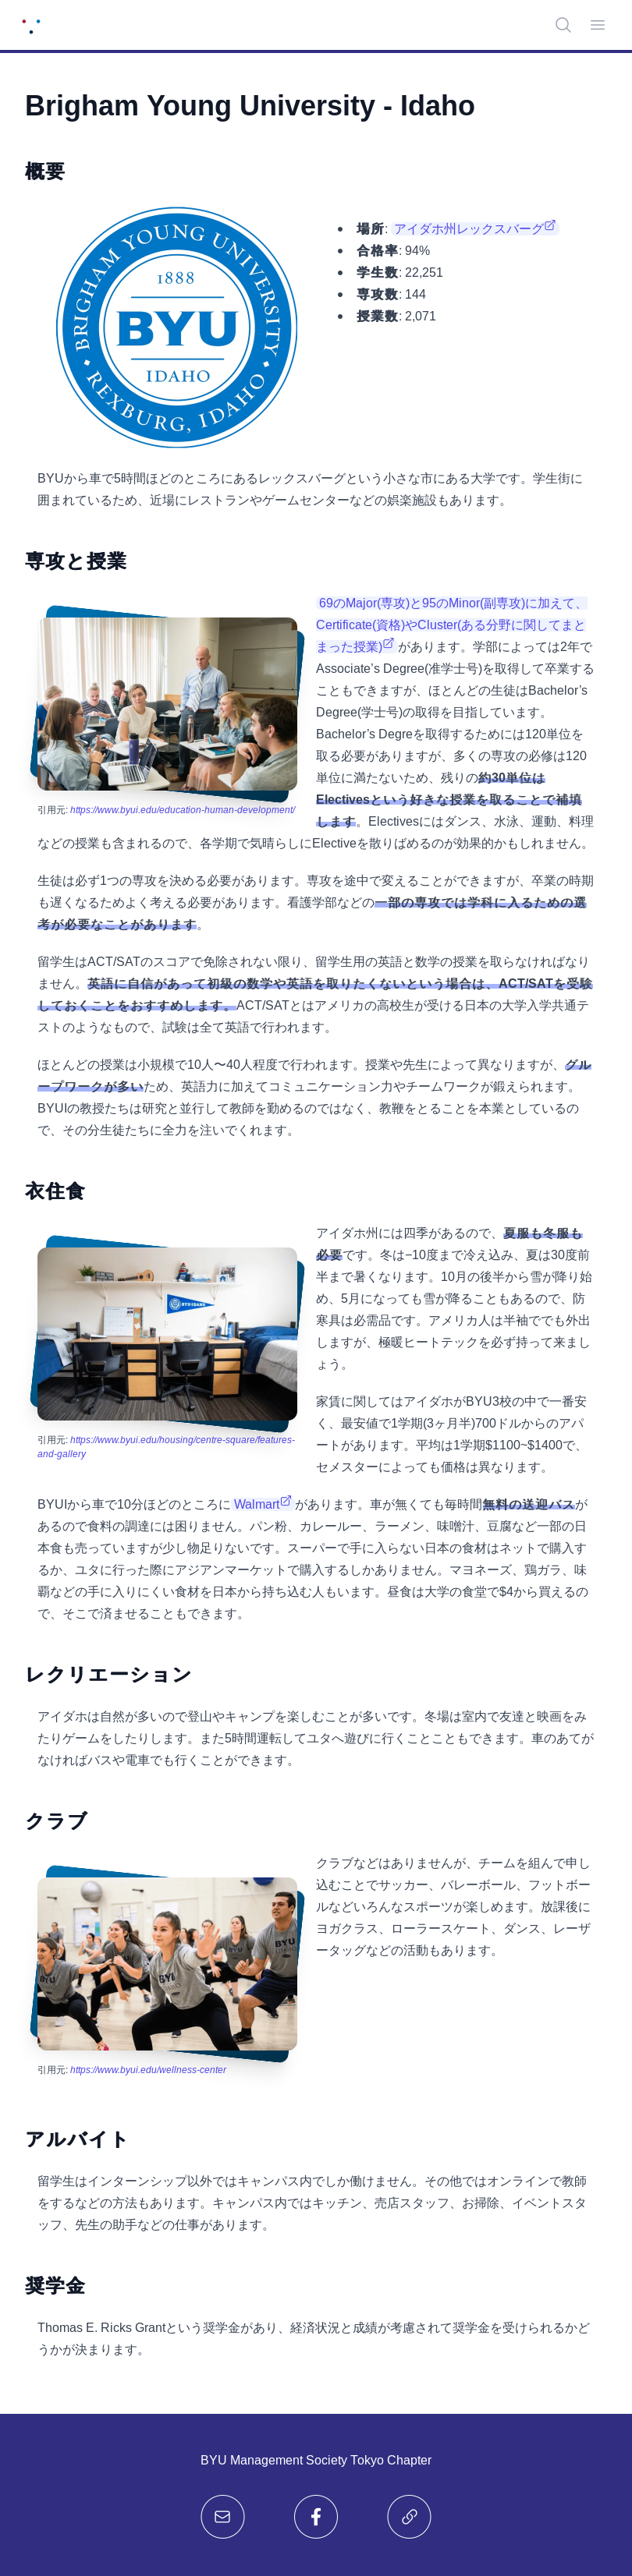 Brigham Young University - Idaho
概要
BRIGHAM YOUNG UNIVERSITY
1888
BYU
IDAHO
REXBURG, IDAHO
場所: アイダホ州レックスバーグ
合格率: 94%
学生数: 22,251
専攻数: 144
授業数: 2,071
BYUから車で5時間ほどのところにあるレックスバーグという小さな市にある大学です。学生街に
囲まれているため、近場にレストランやゲームセンターなどの娯楽施設もあります。
専攻と授業
69のMajor(専攻)と95のMinor(副専攻)に加えて、
Certificate(資格)やCluster(ある分野に関してまと
まった授業)があります。学部によっては2年で
Associate’s Degree(准学士号)を取得して卒業する
こともできますが、ほとんどの生徒はBachelor’s
Degree(学士号)の取得を目指しています。
Bachelor’s Degreを取得するためには120単位を
取る必要がありますが、多くの専攻の必修は120
単位に満たないため、残りの約30単位は
Electivesという好きな授業を取ることで補填
します。Electivesにはダンス、水泳、運動、料理
引用元: https://www.byui.edu/education-human-development/
などの授業も含まれるので、各学期で気晴らしにElectiveを散りばめるのが効果的かもしれません。
生徒は必ず1つの専攻を決める必要があります。専攻を途中で変えることができますが、卒業の時期
も遅くなるためよく考える必要があります。看護学部などの一部の専攻では学科に入るための選
考が必要なことがあります。
留学生はACT/SATのスコアで免除されない限り、留学生用の英語と数学の授業を取らなければなり
ません。英語に自信があって初級の数学や英語を取りたくないという場合は、ACT/SATを受験
しておくことをおすすめします。ACT/SATとはアメリカの高校生が受ける日本の大学入学共通テ
ストのようなもので、試験は全て英語で行われます。
ほとんどの授業は小規模で10人〜40人程度で行われます。授業や先生によって異なりますが、グル
ープワークが多いため、英語力に加えてコミュニケーション力やチームワークが鍛えられます。
BYUIの教授たちは研究と並行して教師を勤めるのではなく、教鞭をとることを本業としているの
で、その分生徒たちに全力を注いでくれます。
衣住食
BYU-IDAHO
引用元: https://www.byui.edu/housing/centre-square/features-
and-gallery
アイダホ州には四季があるので、夏服も冬服も
必要です。冬は−10度まで冷え込み、夏は30度前
半まで暑くなります。10月の後半から雪が降り始
め、5月になっても雪が降ることもあるので、防
寒具は必需品です。アメリカ人は半袖ででも外出
しますが、極暖ヒートテックを必ず持って来まし
ょう。
家賃に関してはアイダホがBYU3校の中で一番安
く、最安値で1学期(3ヶ月半)700ドルからのアパ
ートがあります。平均は1学期$1100~$1400で、
セメスターによっても価格は異なります。
BYUIから車で10分ほどのところにWalmartがあります。車が無くても毎時間無料の送迎バスが
あるので食料の調達には困りません。パン粉、カレールー、ラーメン、味噌汁、豆腐など一部の日
本食も売っていますが少し物足りないです。スーパーで手に入らない日本の食材はネットで購入す
るか、ユタに行った際にアジアンマーケットで購入するしかありません。マヨネーズ、鶏ガラ、味
覇などの手に入りにくい食材を日本から持ち込む人もいます。昼食は大学の食堂で$4から買えるの
で、そこで済ませることもできます。
レクリエーション
アイダホは自然が多いので登山やキャンプを楽しむことが多いです。冬場は室内で友達と映画をみ
たりゲームをしたりします。また5時間運転してユタへ遊びに行くことこともできます。車のあてが
なければバスや電車でも行くことができます。
クラブ
引用元: https://www.byui.edu/wellness-center
クラブなどはありませんが、チームを組んで申し
込むことでサッカー、バレーボール、フットボー
ルなどいろんなスポーツが楽しめます。放課後に
ヨガクラス、ローラースケート、ダンス、レーザ
ータッグなどの活動もあります。
アルバイト
留学生はインターンシップ以外ではキャンパス内でしか働けません。その他ではオンラインで教師
をするなどの方法もあります。キャンパス内ではキッチン、売店スタッフ、お掃除、イベントスタ
ッフ、先生の助手などの仕事があります。
奨学金
Thomas E. Ricks Grantという奨学金があり、経済状況と成績が考慮されて奨学金を受けられるかど
うかが決まります。
BYU Management Society Tokyo Chapter